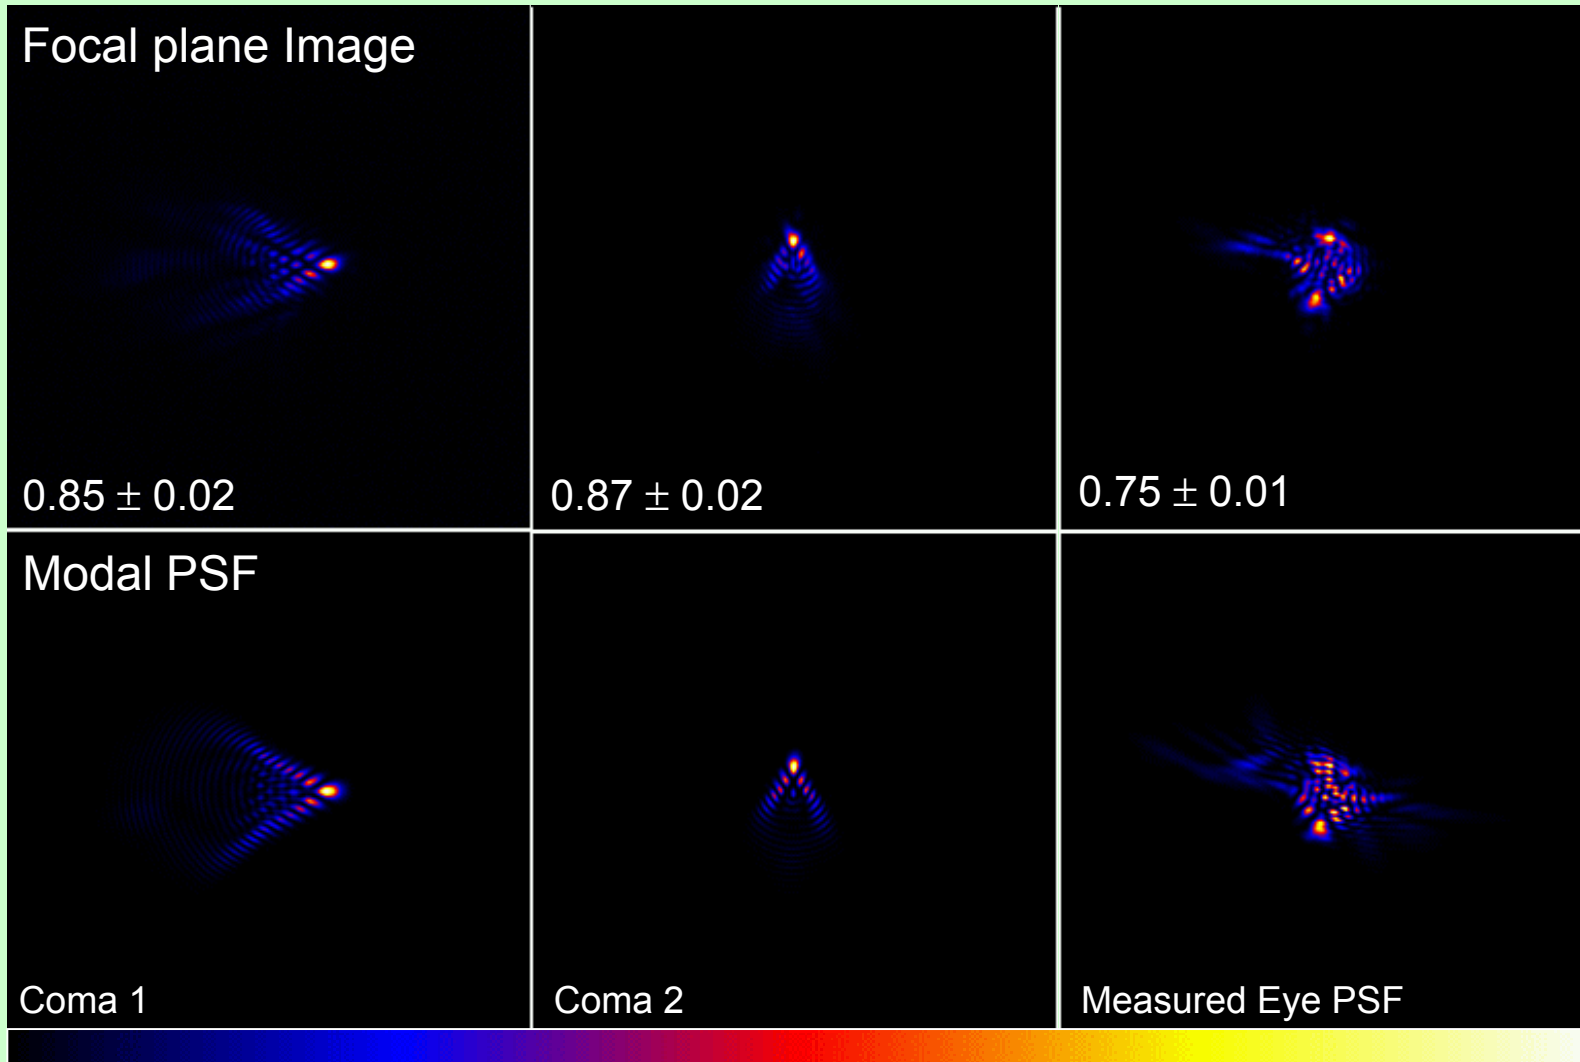 Focal plane Image
0.85 ± 0.02
0.87 ± 0.02
0.75 ± 0.01
Modal PSF
Coma 1
Coma 2
Measured Eye PSF